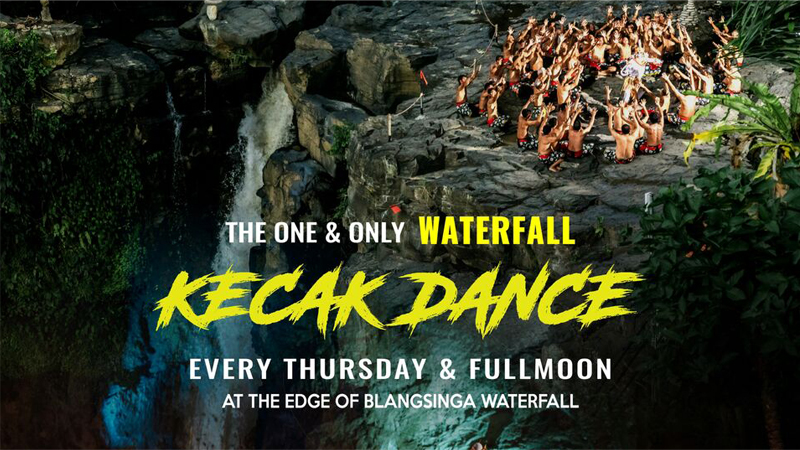 THE ONE & ONLY WATERFALL
KECAK DANCE
EVERY THURSDAY & FULLMOON
AT THE EDGE OF BLANGSINGA WATERFALL